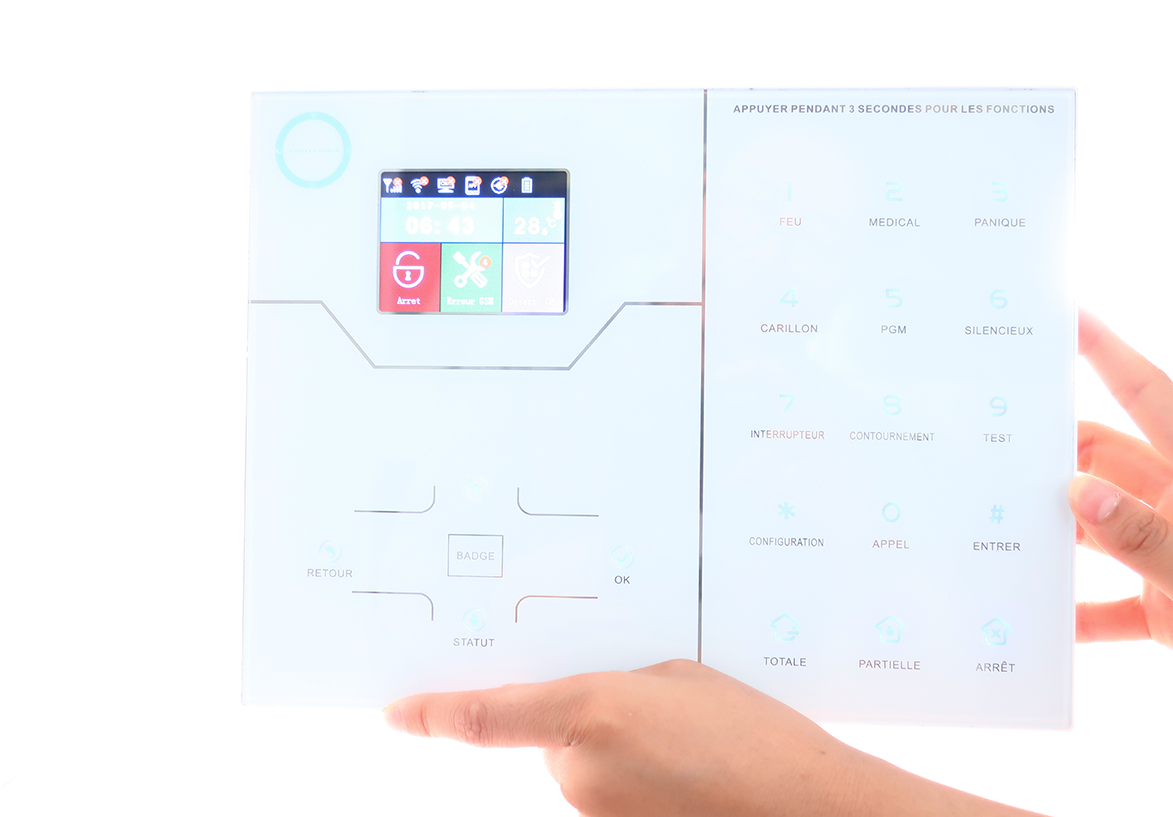 APPUYER PENDANT 3 SECONDES POUR LES FONCTIONS
06:43
28.
°C
Arret
Erreur GSM
1
2
3
FEU
MEDICAL
PANIQUE
4
5
6
CARILLON
PGM
SILENCIEUX
7
8
9
INTERRUPTEUR
CONTOURNEMENT
TEST
*
0
#
CONFIGURATION
APPEL
ENTRER
BADGE
RETOUR
OK
STATUT
TOTALE
PARTIELLE
ARRÊT